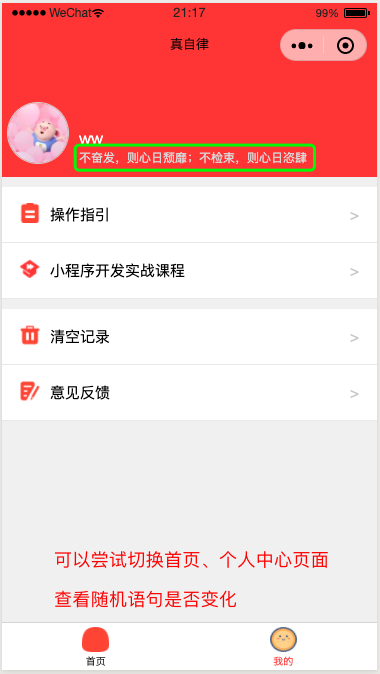 WeChat 21:17 99%
真自律
ww
不奋发，则心日颓靡；不检束，则心日恣肆
操作指引 >
小程序开发实战课程 >
清空记录 >
意见反馈 >
可以尝试切换首页、个人中心页面
查看随机语句是否变化
首页 我的